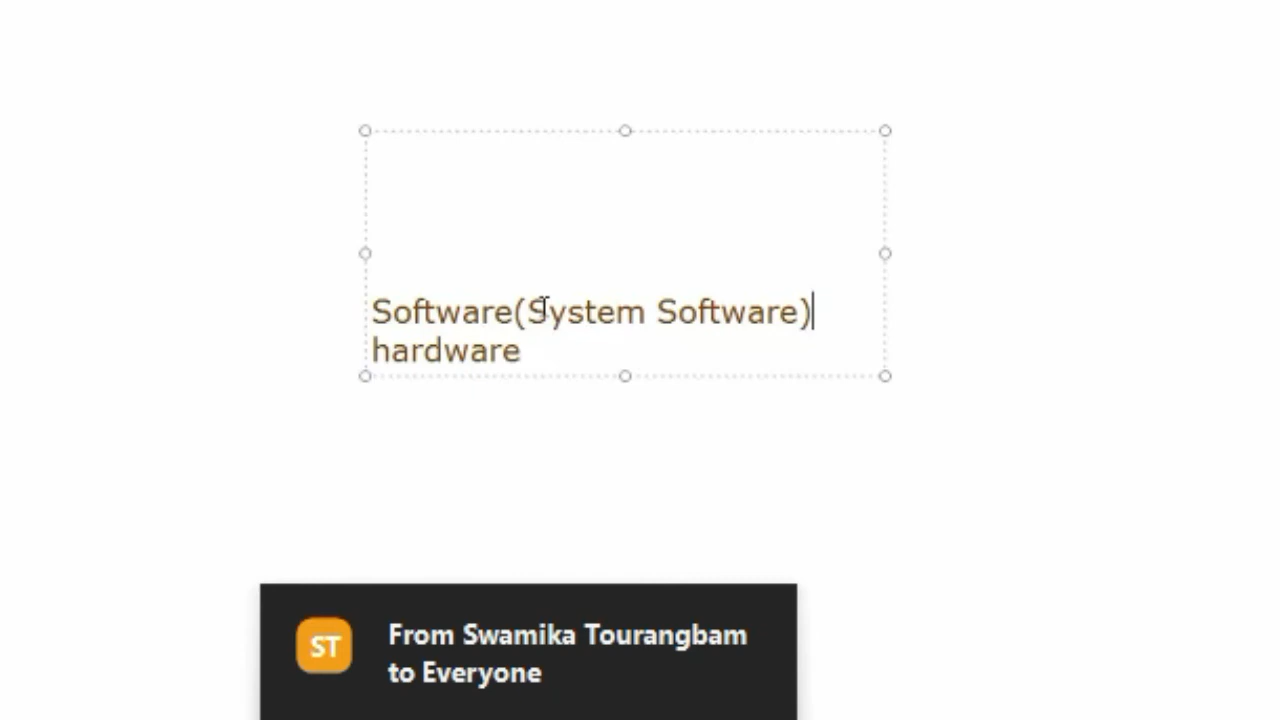 Software(System Software)
hardware
ST
From Swamika Tourangbam
to Everyone